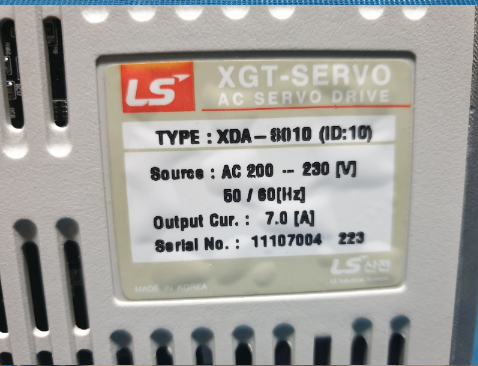 LS
XGT-SERVO
AC SERVO DRIVE
TYPE : XDA-8010 (ID:10)
Source : AC 200 -- 230 [V]
50 / 60[Hz]
Output Cur. : 7.0 [A]
Serial No. : 11107004 223
LS산전
MADE IN KOREA